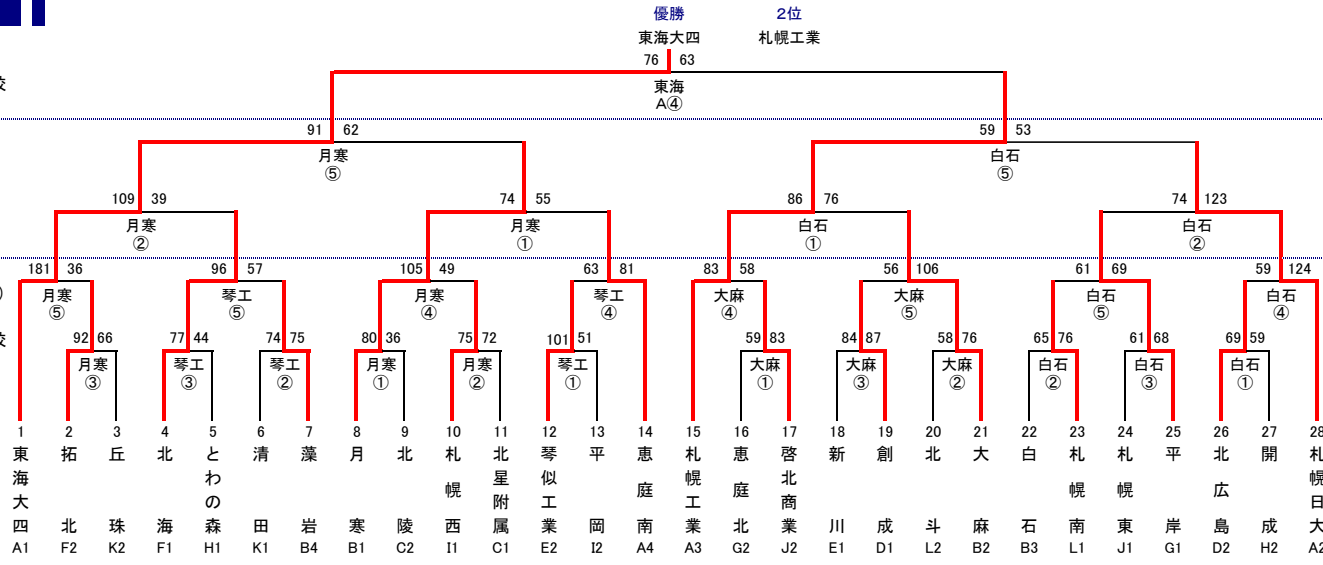 優勝 2位
東海大四 札幌工業
76 63
校
東海
A④
91 62 59 53
月寒 白石
⑤ ⑤
109 39 74 55 86 76 74 123
月寒 月寒 白石 白石
② ① ① ②
181 36 96 57 105 49 63 81 83 58 56 106 61 69 59 124
) 月寒 琴工 月寒 琴工 大麻 大麻 白石 白石
⑤ ⑤ ④ ④ ④ ⑤ ⑤ ④
校 92 66 77 44 74 75 80 36 75 72 101 51 59 83 84 87 58 76 65 76 61 68 69 59
月寒 琴工 琴工 月寒 月寒 琴工 大麻 大麻 大麻 白石 白石 白石
③ ③ ② ① ② ① ① ③ ② ② ③ ①
1 2 3 4 5 6 7 8 9 10 11 12 13 14 15 16 17 18 19 20 21 22 23 24 25 26 27 28
東海大四
拓北
丘珠
北海
とわの森
清田
藻岩
月寒
北陵
札幌西
北星附属
琴似工業
平岡
恵庭南
札幌工業
恵庭北
啓北商業
新川
創成
北斗
大麻
白石
札幌南
札幌東
平岸
北広島
開成
札幌日大
A1 F2 K2 F1 H1 K1 B4 B1 C2 I1 C1 E2 I2 A4 A3 G2 J2 E1 D1 L2 B2 B3 L1 J1 G1 D2 H2 A2